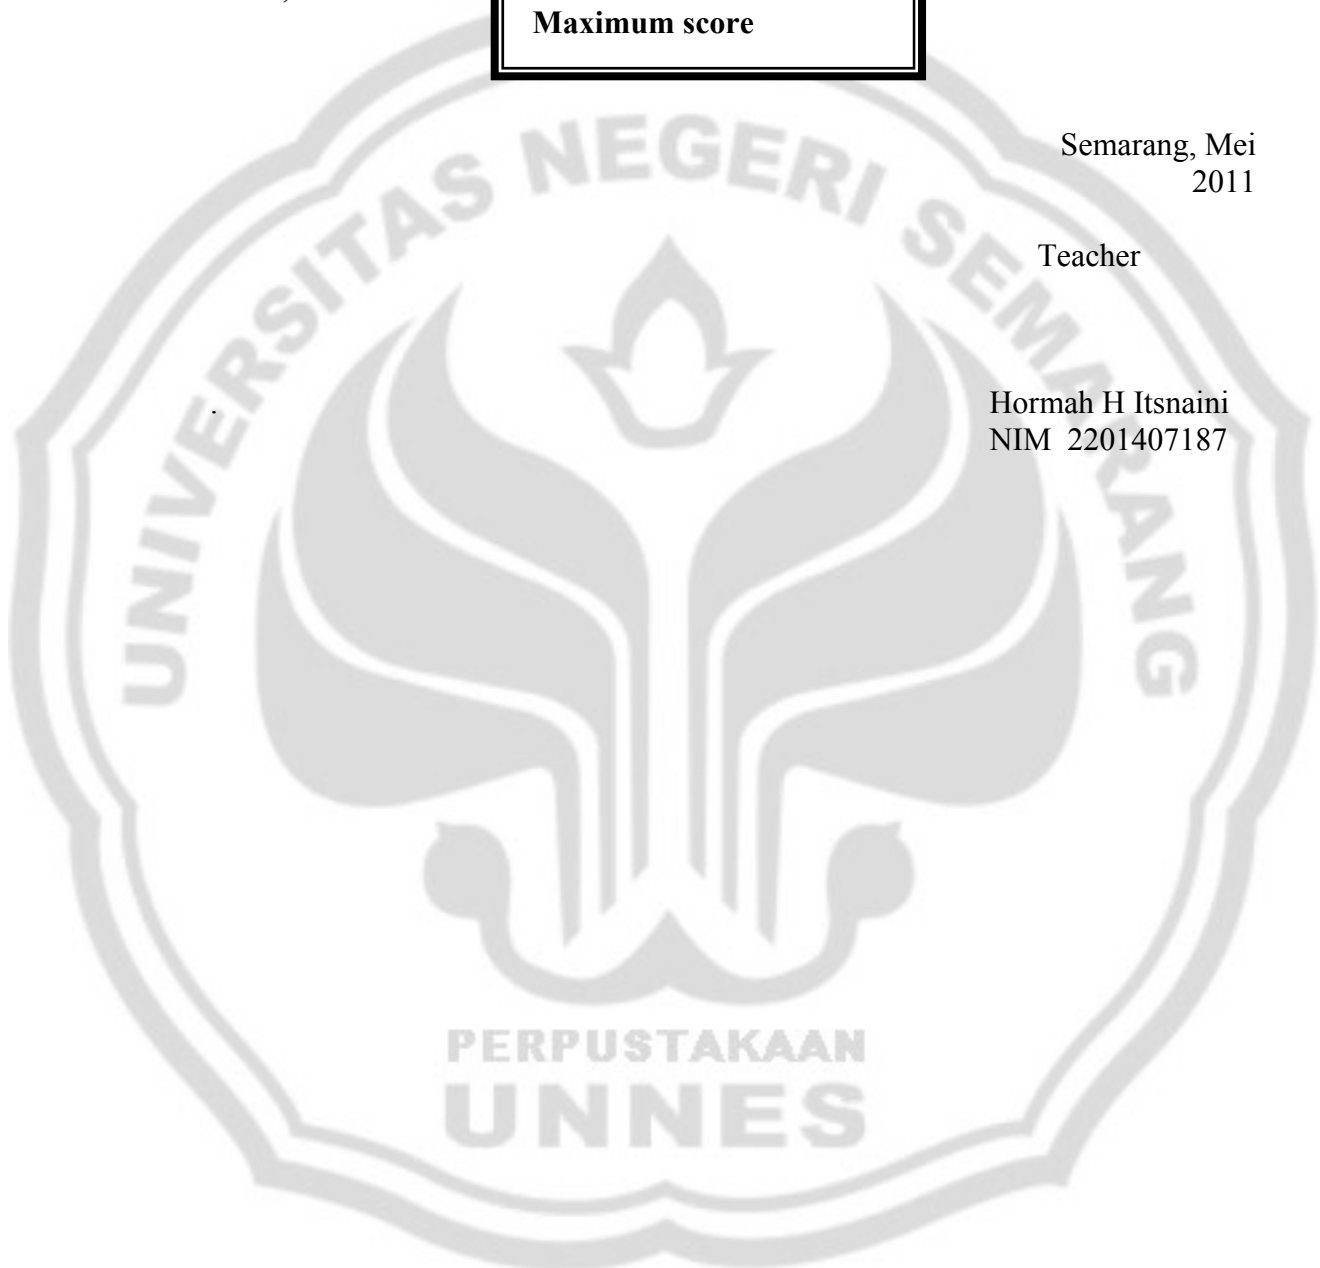 Maximum score
Semarang, Mei
2011
Teacher
.
Hormah H Itsnaini
NIM 2201407187
UNIVERSITAS NEGERI SEMARANG
PERPUSTAKAAN
UNNES